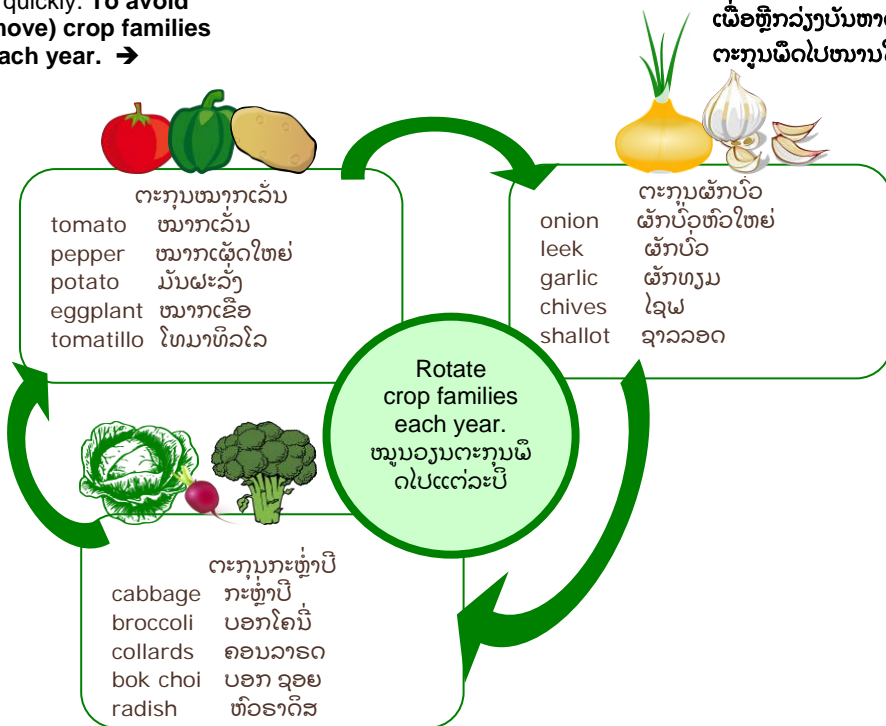 quickly. To avoid
move) crop families
each year. →
ເພື່ອຫຼີກລ່ຽງບັນຫາ
ຕະກູນພຶດໄປໝານ
ຕະກຸນໝາກເລັ່ນ
tomato ໝາກເລັ່ນ
pepper ໝາກເຜັດໃຫຍ່
potato ມັນຝະລັ່ງ
eggplant ໝາກເຂືອ
tomatillo ໂທມາທິລໂລ
ຕະກຸນຜັກບົ່ວ
onion ຜັກບົ່ວຫົວໃຫຍ່
leek ຜັກບົ່ວ
garlic ຜັກທຽມ
chives ໄຊຟ
shallot ຊາລລອດ
Rotate
crop families
each year.
ໝູນວຽນຕະກຸນພຶ
ດໄປແຕ່ລະປີ
ຕະກຸນກະຫຼໍ່າປີ
cabbage ກະຫຼໍ່າປີ
broccoli ບອກໂຄນີ່
collards ຄອນລາຣດ
bok choi ບອກ ຊອຍ
radish ຫົວຣາດິສ